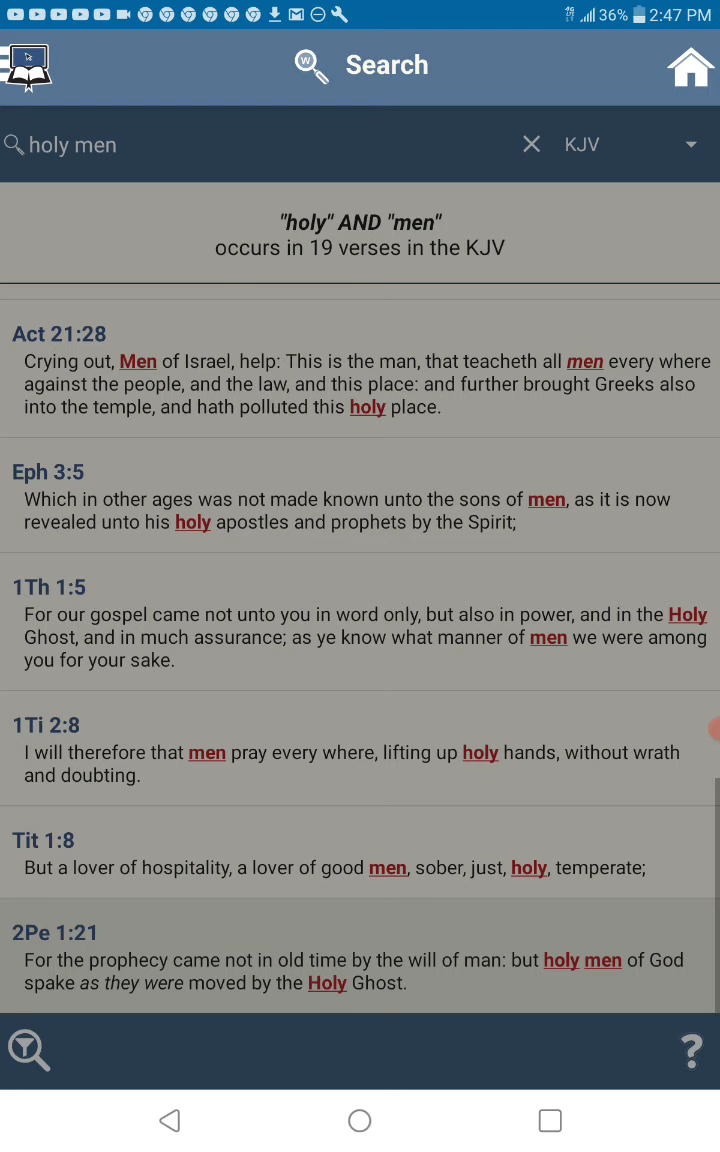 36% 2:47 PM
Search
holy men KJV
"holy" AND "men"
occurs in 19 verses in the KJV
Act 21:28
Crying out, Men of Israel, help: This is the man, that teacheth all men every where
against the people, and the law, and this place: and further brought Greeks also
into the temple, and hath polluted this holy place.
Eph 3:5
Which in other ages was not made known unto the sons of men, as it is now
revealed unto his holy apostles and prophets by the Spirit;
1Th 1:5
For our gospel came not unto you in word only, but also in power, and in the Holy
Ghost, and in much assurance; as ye know what manner of men we were among
you for your sake.
1Ti 2:8
I will therefore that men pray every where, lifting up holy hands, without wrath
and doubting.
Tit 1:8
But a lover of hospitality, a lover of good men, sober, just, holy, temperate;
2Pe 1:21
For the prophecy came not in old time by the will of man: but holy men of God
spake as they were moved by the Holy Ghost.